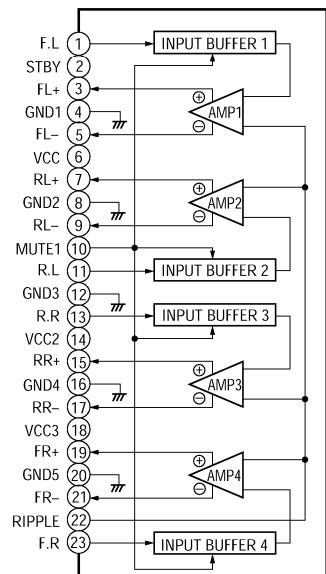 F.L 1 INPUT BUFFER 1
STBY 2
FL+ 3 ⊕
GND1 4 AMP1
FL− 5 ⊖
VCC 6
RL+ 7 ⊕
GND2 8 AMP2
RL− 9 ⊖
MUTE1 10
R.L 11 INPUT BUFFER 2
GND3 12
R.R 13 INPUT BUFFER 3
VCC2 14
RR+ 15 ⊕
GND4 16 AMP3
RR− 17 ⊖
VCC3 18
FR+ 19 ⊕
GND5 20 AMP4
FR− 21 ⊖
RIPPLE 22
F.R 23 INPUT BUFFER 4